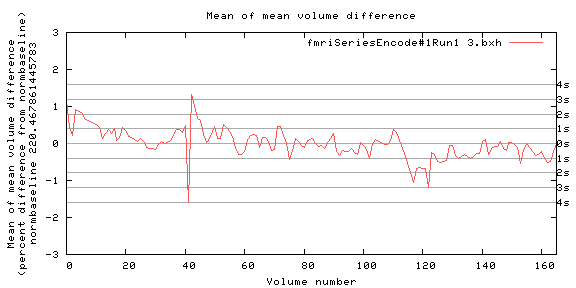 Mean of mean volume difference
fmriSeriesEncode#1Run1 3.bxh
Mean of mean volume difference
(percent difference from normbaseline)
normbaseline 220.467861445783
3
2
1
0
-1
-2
-3
4s
3s
2s
1s
0s
1s
2s
3s
4s
0 20 40 60 80 100 120 140 160
Volume number